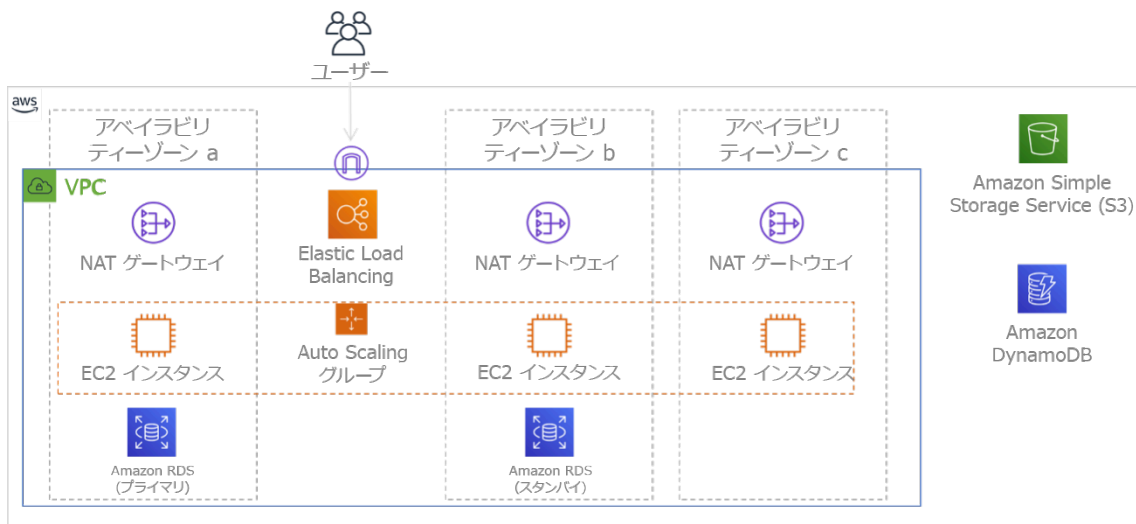 ユーザー
aws
アベイラビリ
ティーゾーン a
アベイラビリ
ティーゾーン b
アベイラビリ
ティーゾーン c
VPC
NAT ゲートウェイ
Elastic Load
Balancing
NAT ゲートウェイ
NAT ゲートウェイ
Amazon Simple
Storage Service (S3)
EC2 インスタンス
Auto Scaling
グループ
EC2 インスタンス
EC2 インスタンス
Amazon
DynamoDB
Amazon RDS
(プライマリ)
Amazon RDS
(スタンバイ)